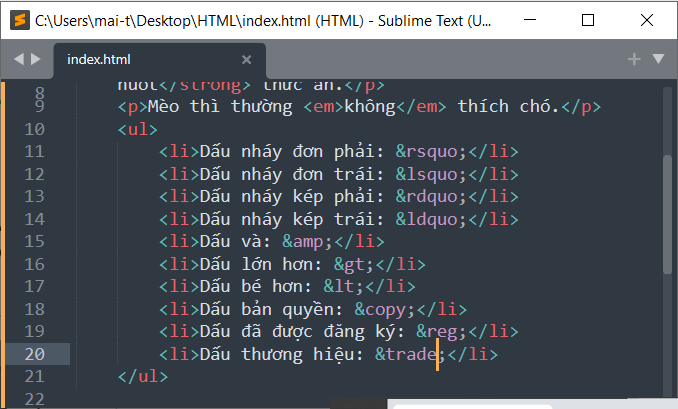 C:\Users\mai-t\Desktop\HTML\index.html (HTML) - Sublime Text (U...
index.html
8 nuốt</strong> thức ăn.</p>
9 <p>Mèo thì thường <em>không</em> thích chó.</p>
10 <ul>
11 <li>Dấu nháy đơn phải: &rsquo;</li>
12 <li>Dấu nháy đơn trái: &lsquo;</li>
13 <li>Dấu nháy kép phải: &rdquo;</li>
14 <li>Dấu nháy kép trái: &ldquo;</li>
15 <li>Dấu và: &amp;</li>
16 <li>Dấu lớn hơn: &gt;</li>
17 <li>Dấu bé hơn: &lt;</li>
18 <li>Dấu bản quyền: &copy;</li>
19 <li>Dấu đã được đăng ký: &reg;</li>
20 <li>Dấu thương hiệu: &trade;</li>
21 </ul>
22